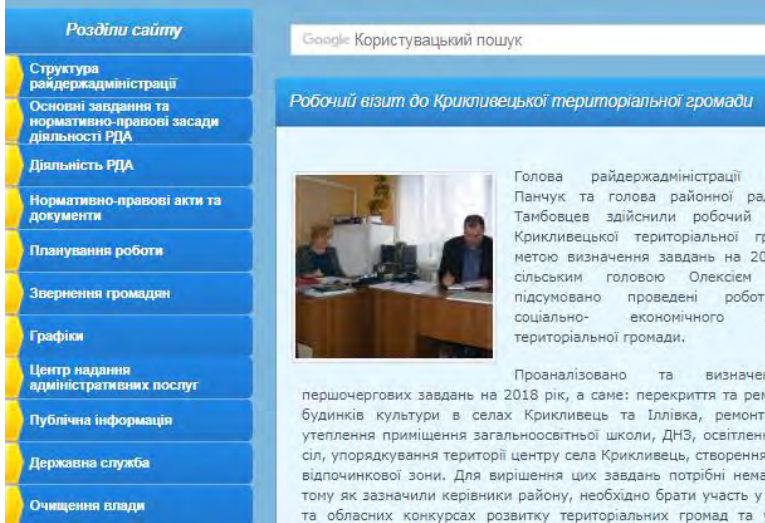 Розділи сайту
Структура
райдержадміністрації
Основні завдання та
нормативно-правові засади
діяльності РДА
Діяльність РДА
Нормативно-правові акти та
документи
Планування роботи
Звернення громадян
Графіки
Центр надання
адміністративних послуг
Публічна інформація
Державна служба
Очищення влади
Google Користувацький пошук
Робочий візит до Крикливецької територіальної громади
Голова райдержадміністрації
Панчук та голова районної рад
Тамбовцев здійснили робочий
Крикливецької територіальної гр
метою визначення завдань на 20
сільським головою Олексієм
підсумовано проведені робот
соціально- економічного
територіальної громади.
Проаналізовано та визначен
першочергових завдань на 2018 рік, а саме: перекриття та рем
будинків культури в селах Крикливець та Іллівка, ремонт
утеплення приміщення загальноосвітньої школи, ДНЗ, освітленн
сіл, упорядкування території центру села Крикливець, створення
відпочинкової зони. Для вирішення цих завдань потрібні нема
тому як зазначили керівники району, необхідно брати участь у
та обласних конкурсах розвитку територіальних громад та